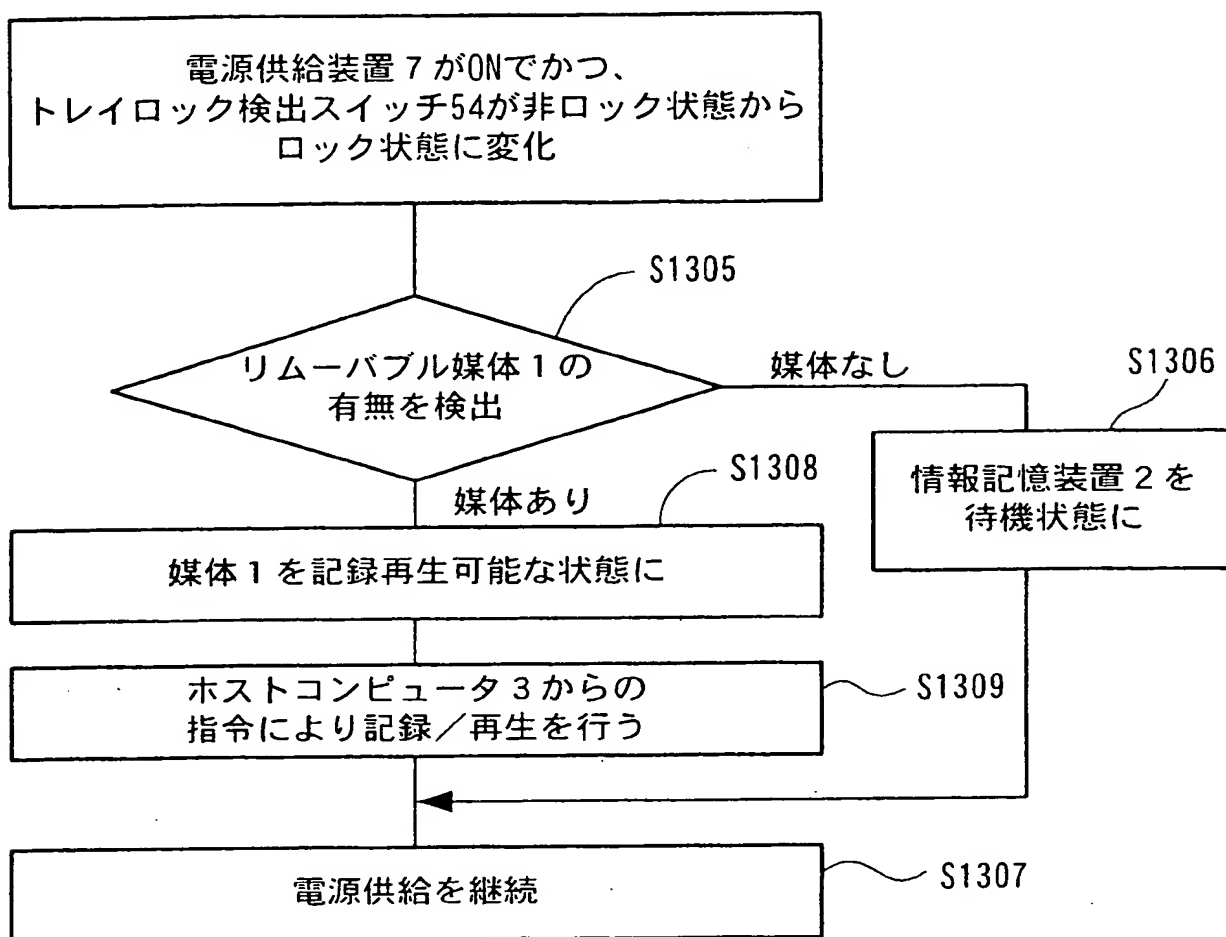 電源供給装置7がONでかつ、
トレイロック検出スイッチ54が非ロック状態から
ロック状態に変化
S1305
リムーバブル媒体1の
有無を検出
媒体なし
S1306
情報記憶装置2を
待機状態に
媒体あり
S1308
媒体1を記録再生可能な状態に
ホストコンピュータ3からの
指令により記録/再生を行う
S1309
電源供給を継続
S1307